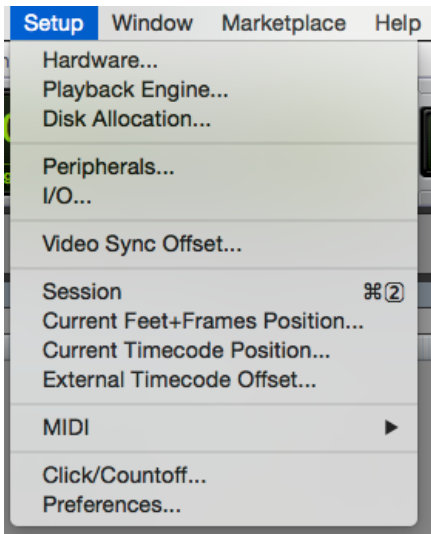 Setup Window Marketplace Help
Hardware...
Playback Engine...
Disk Allocation...
Peripherals...
I/O...
Video Sync Offset...
Session ⌘2
Current Feet+Frames Position...
Current Timecode Position...
External Timecode Offset...
MIDI
Click/Countoff...
Preferences...